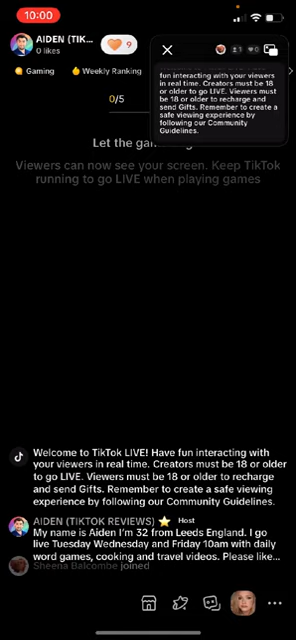 10:00
AIDEN (TIK...
0 likes
9
3
0
fun interacting with your viewers
in real time. Creators must be 18
or older to go LIVE. Viewers must
be 18 or older to recharge and
send Gifts. Remember to create a
safe viewing experience by
following our Community
Guidelines.
Gaming
Weekly Ranking
0/5
Let the gam
Viewers can now see your screen. Keep TikTok
running to go LIVE when playing games
Welcome to TikTok LIVE! Have fun interacting with
your viewers in real time. Creators must be 18 or older
to go LIVE. Viewers must be 18 or older to recharge
and send Gifts. Remember to create a safe viewing
experience by following our Community Guidelines.
AIDEN (TIKTOK REVIEWS) Host
My name is Aiden I'm 32 from Leeds England. I go
live Tuesday Wednesday and Friday 10am with daily
word games, cooking and travel videos. Please like...
Sheena Balcombe joined